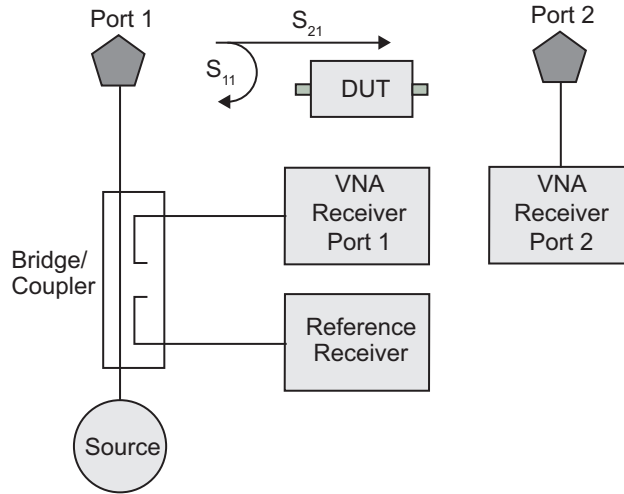 Port 1
Port 2
S21
S11
DUT
VNA
Receiver
Port 1
VNA
Receiver
Port 2
Bridge/
Coupler
Reference
Receiver
Source